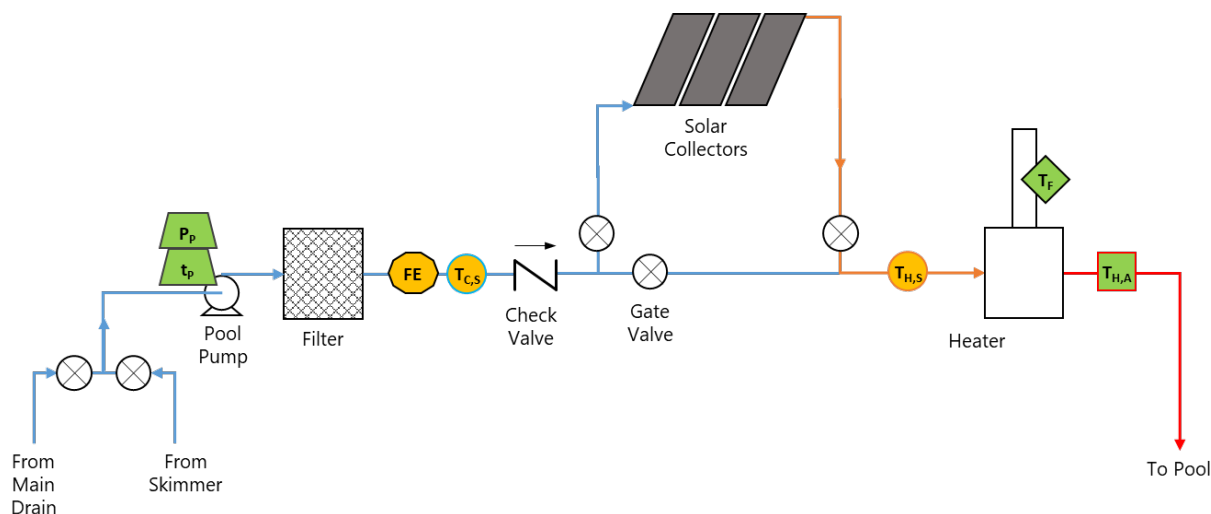 Solar
Collectors
T_F
P_P
t_P
FE
T_C,S
T_H,S
T_H,A
Pool
Pump
Filter
Check
Valve
Gate
Valve
Heater
From
Main
Drain
From
Skimmer
To Pool